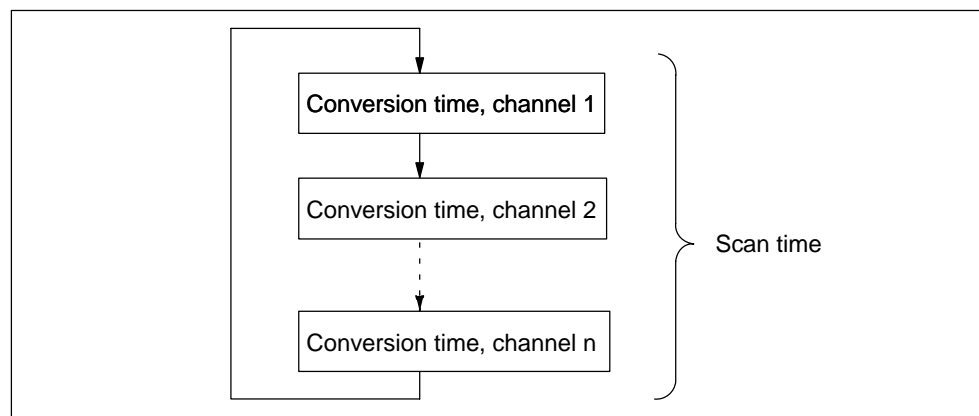 Conversion time, channel 1
Conversion time, channel 2
Scan time
Conversion time, channel n